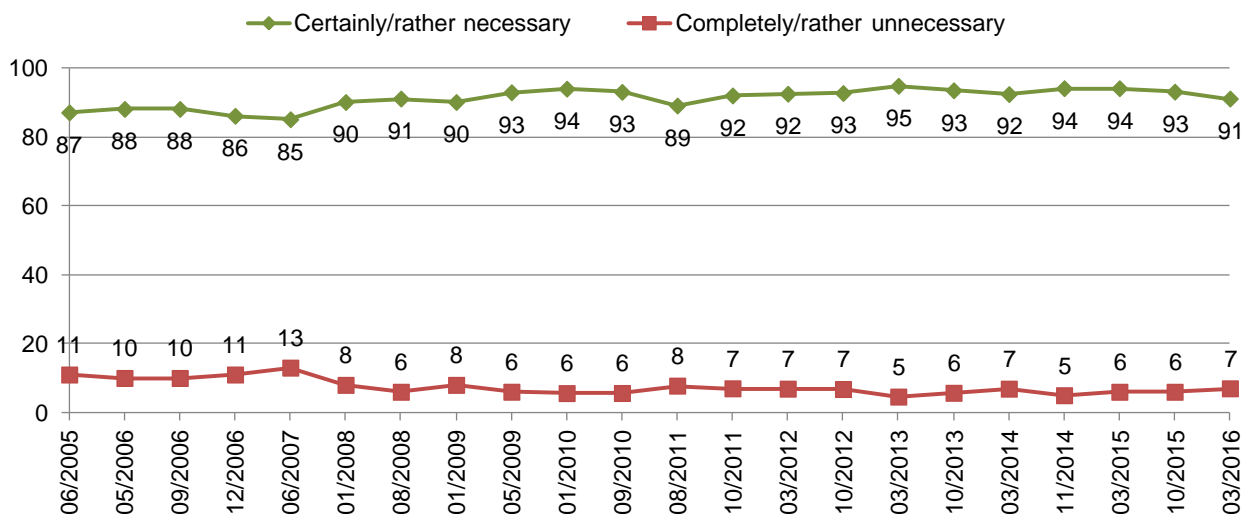 Certainly/rather necessary Completely/rather unnecessary
100
80
60
40
20
0
87 88 88 86 85 90 91 90 93 94 93 89 92 92 93 95 93 92 94 94 93 91
11 10 10 11 13 8 6 8 6 6 6 8 7 7 7 5 6 7 5 6 6 7
06/2005 05/2006 09/2006 12/2006 06/2007 01/2008 08/2008 01/2009 05/2009 01/2010 09/2010 08/2011 10/2011 03/2012 10/2012 03/2013 10/2013 03/2014 11/2014 03/2015 10/2015 03/2016